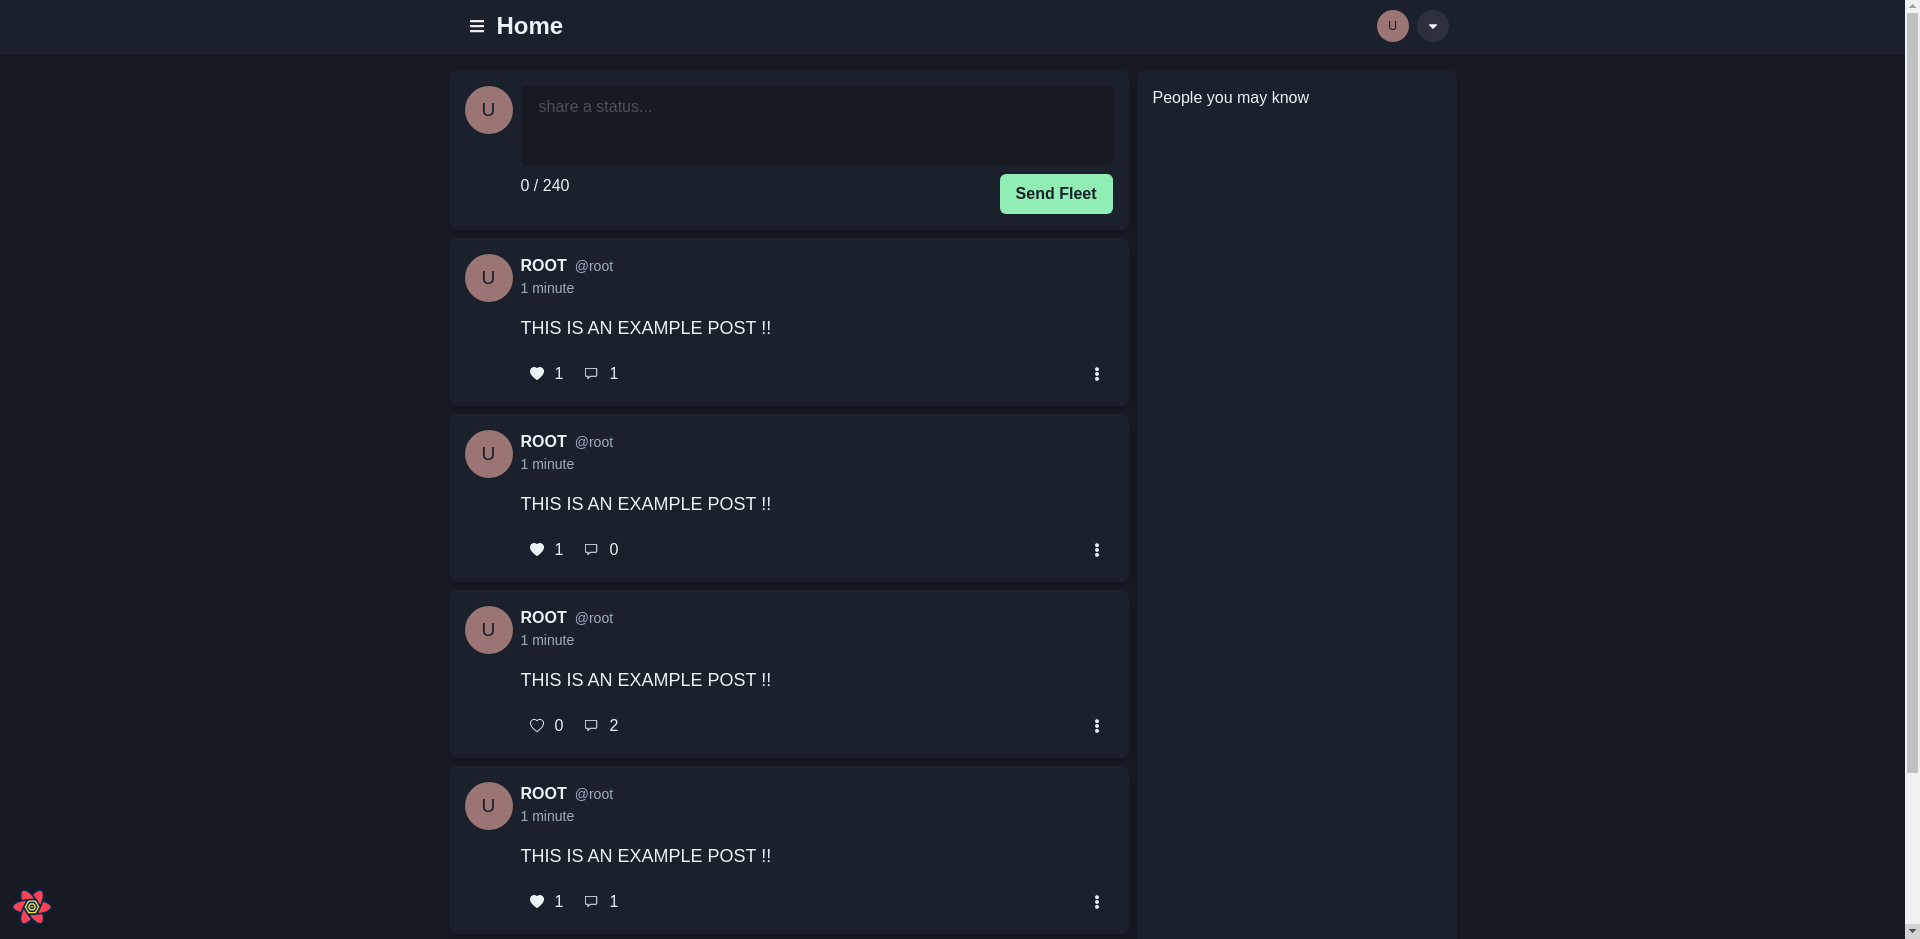 Home
U
U
share a status...
0 / 240
Send Fleet
People you may know
U
ROOT @root
1 minute
THIS IS AN EXAMPLE POST !!
1 1
U
ROOT @root
1 minute
THIS IS AN EXAMPLE POST !!
1 0
U
ROOT @root
1 minute
THIS IS AN EXAMPLE POST !!
0 2
U
ROOT @root
1 minute
THIS IS AN EXAMPLE POST !!
1 1